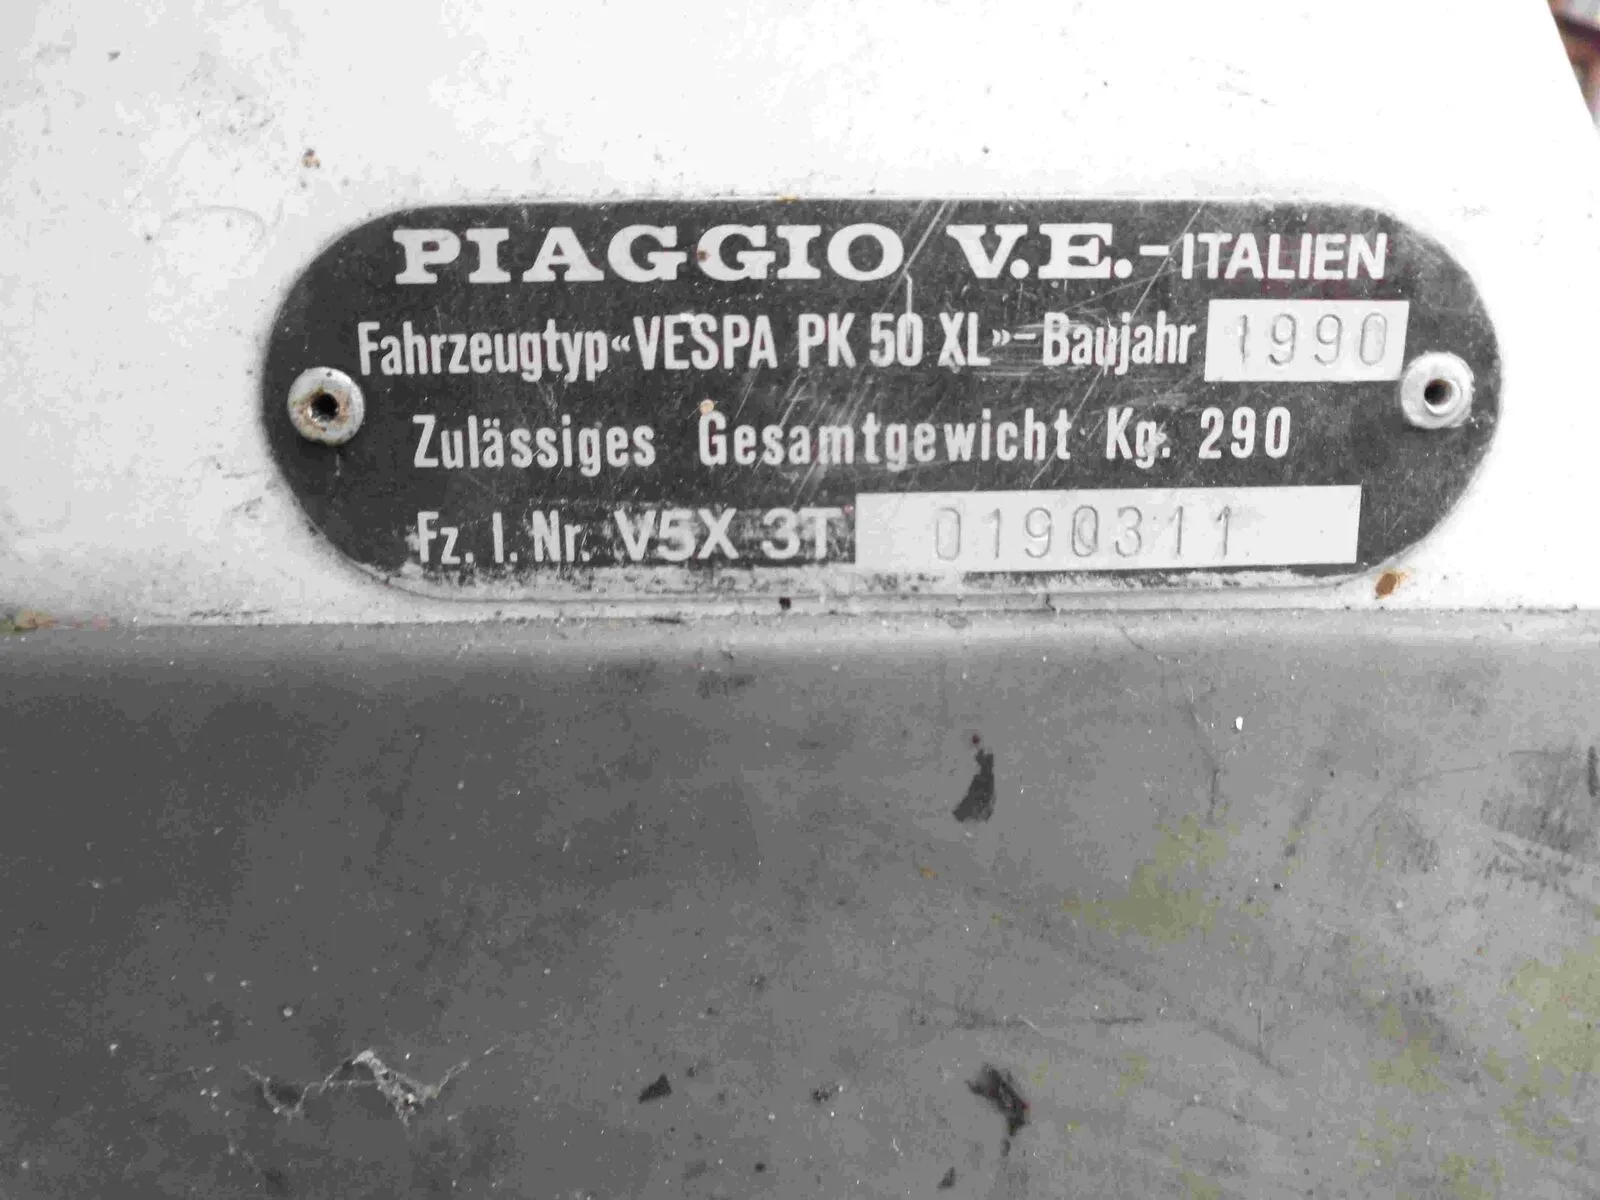 PIAGGIO V.E.-ITALIEN
Fahrzeugtyp«VESPA PK 50 XL»-Baujahr 1990
Zulässiges Gesamtgewicht Kg. 290
Fz. I. Nr. V5X 3T 0190311